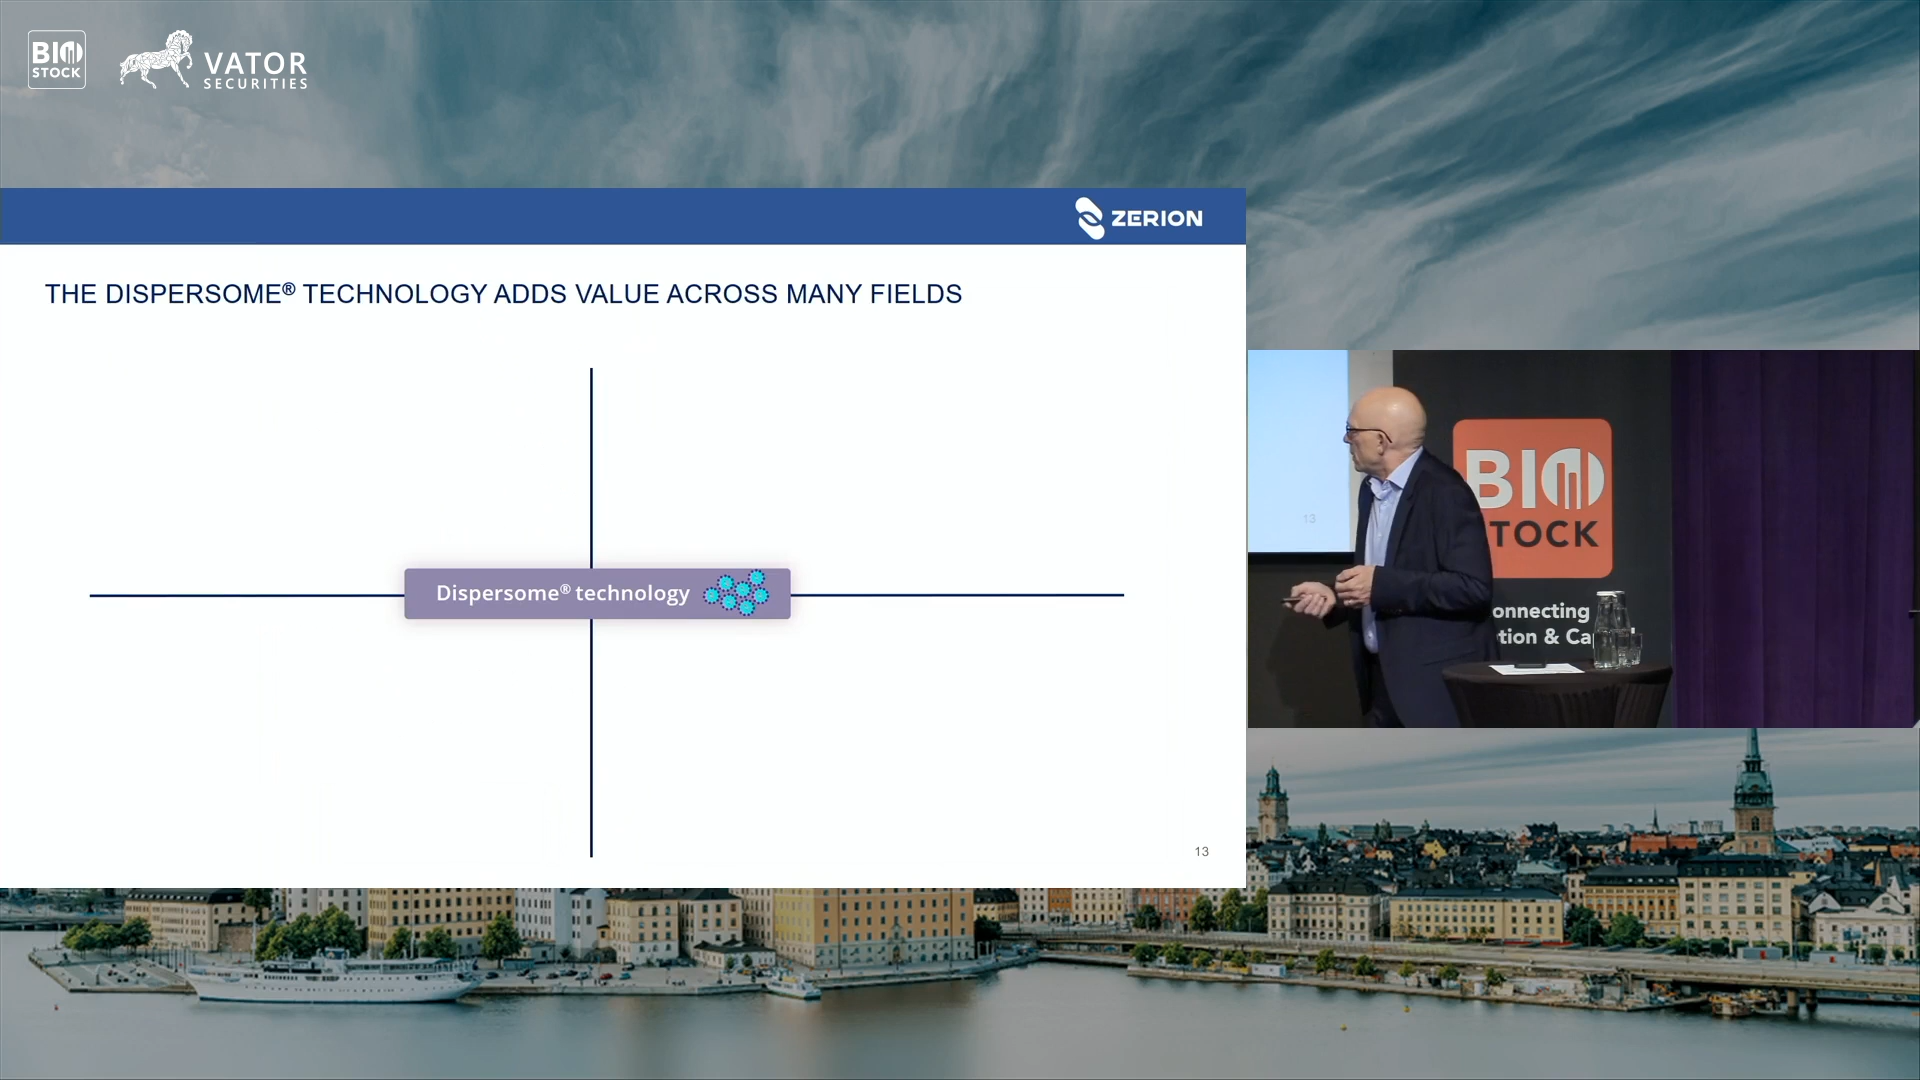 BIO
STOCK
VATOR
SECURITIES
ZERION
THE DISPERSOME® TECHNOLOGY ADDS VALUE ACROSS MANY FIELDS
Dispersome® technology
13
13
BIO
TOCK
onnecting
tion & Ca